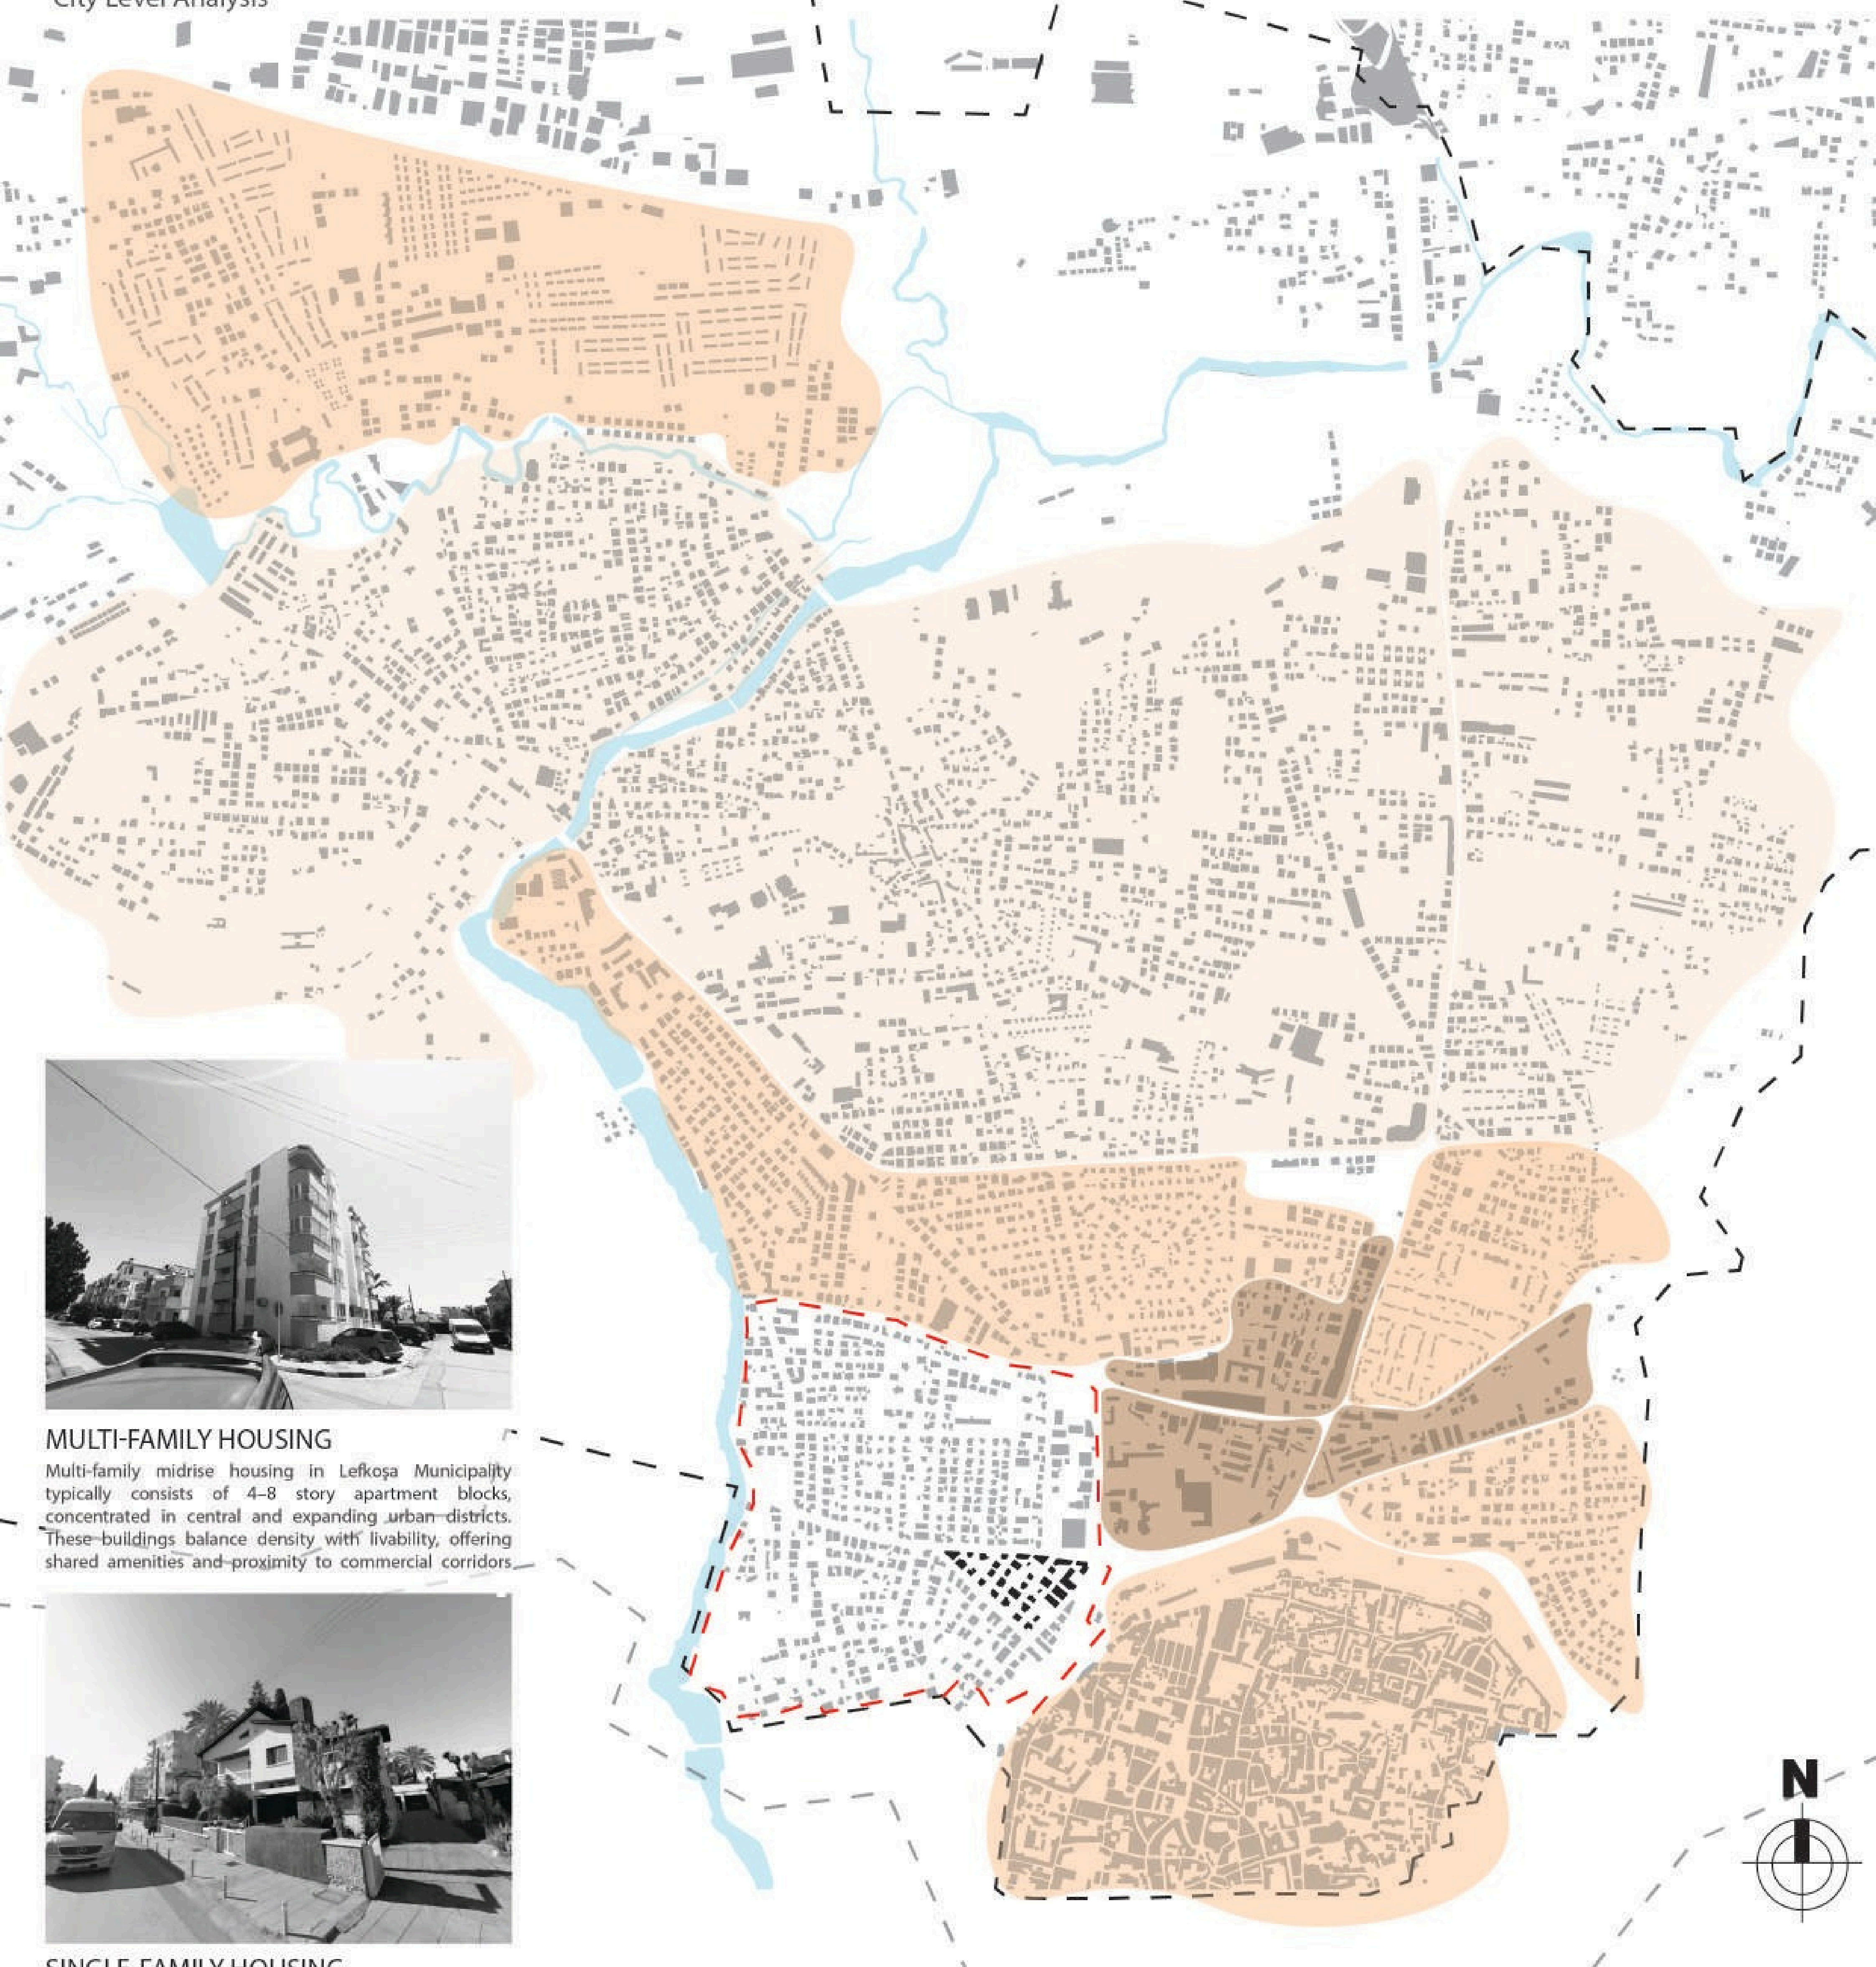 City Level Analysis
MULTI-FAMILY HOUSING
Multi-family midrise housing in Lefkoşa Municipality
typically consists of 4–8 story apartment blocks,
concentrated in central and expanding urban districts.
These buildings balance density with livability, offering
shared amenities and proximity to commercial corridors
N
SINGLE-FAMILY HOUSING